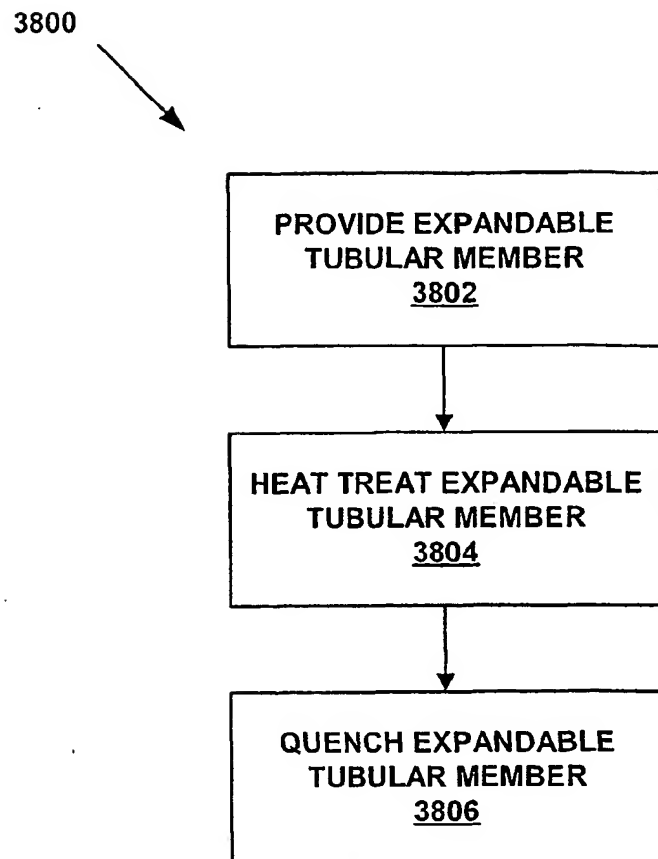 3800
PROVIDE EXPANDABLE
TUBULAR MEMBER
3802
HEAT TREAT EXPANDABLE
TUBULAR MEMBER
3804
QUENCH EXPANDABLE
TUBULAR MEMBER
3806